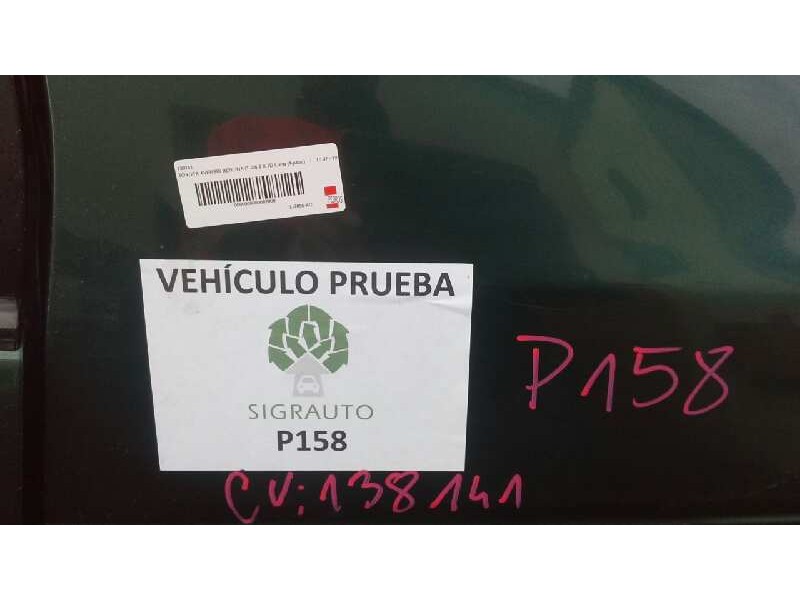 VEHÍCULO PRUEBA
SIGRAUTO
P158
P158
CV:138141